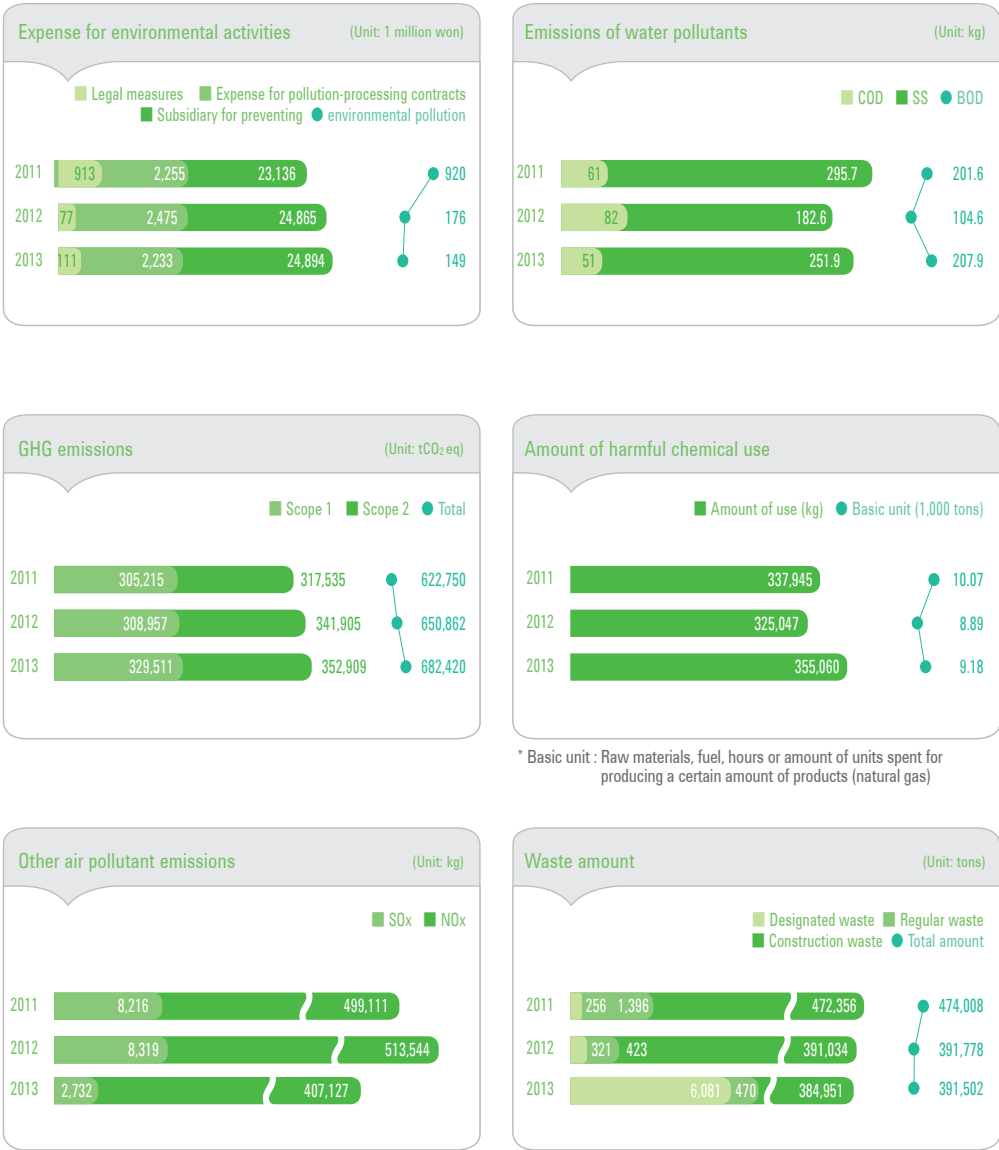 Expense for environmental activities (Unit: 1 million won)
Legal measures Expense for pollution-processing contracts
Subsidiary for preventing environmental pollution
2011 913 2,255 23,136 920
2012 77 2,475 24,865 176
2013 111 2,233 24,894 149
Emissions of water pollutants (Unit: kg)
COD SS BOD
2011 61 295.7 201.6
2012 82 182.6 104.6
2013 51 251.9 207.9
GHG emissions (Unit: tCO₂ eq)
Scope 1 Scope 2 Total
2011 305,215 317,535 622,750
2012 308,957 341,905 650,862
2013 329,511 352,909 682,420
Amount of harmful chemical use
Amount of use (kg) Basic unit (1,000 tons)
2011 337,945 10.07
2012 325,047 8.89
2013 355,060 9.18
* Basic unit : Raw materials, fuel, hours or amount of units spent for
producing a certain amount of products (natural gas)
Other air pollutant emissions (Unit: kg)
SOx NOx
2011 8,216 499,111
2012 8,319 513,544
2013 2,732 407,127
Waste amount (Unit: tons)
Designated waste Regular waste
Construction waste Total amount
2011 256 1,396 472,356 474,008
2012 321 423 391,034 391,778
2013 6,081 470 384,951 391,502